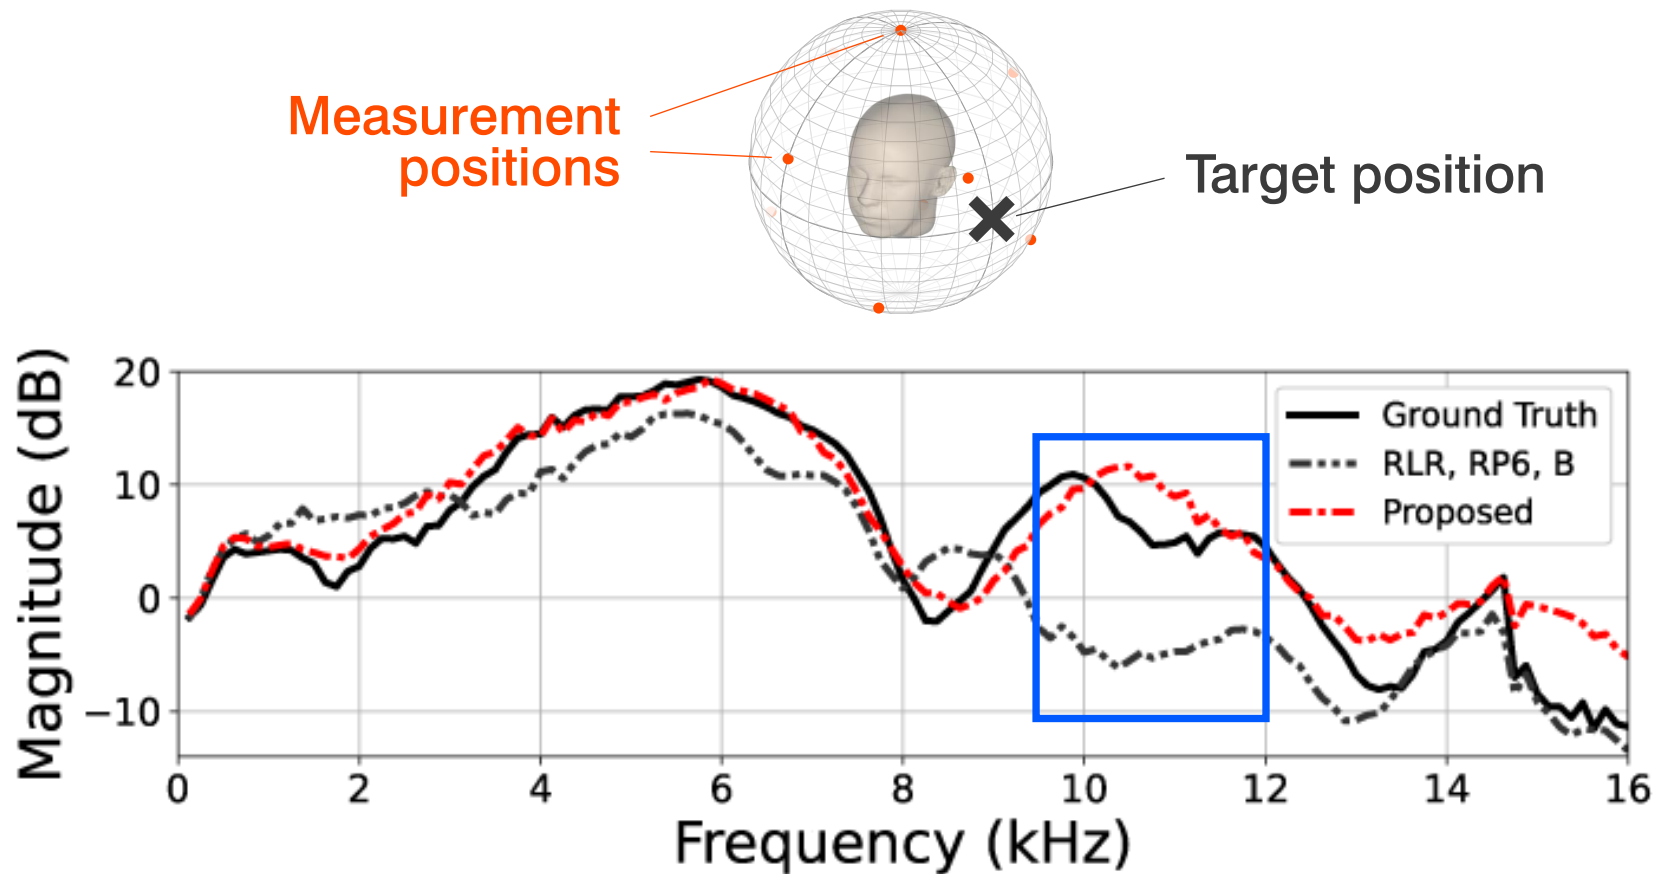 Measurement
positions
Target position
Magnitude (dB)
20
10
0
−10
Ground Truth
RLR, RP6, B
Proposed
0 2 4 6 8 10 12 14 16
Frequency (kHz)